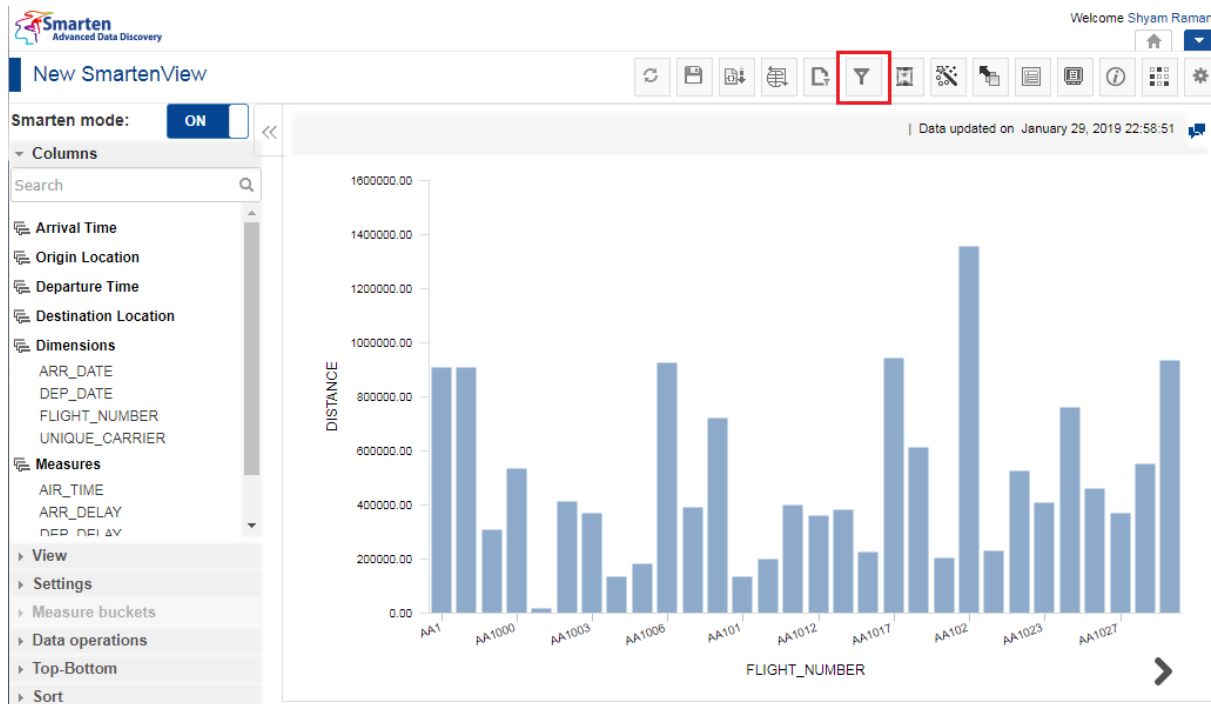 Smarten
Advanced Data Discovery
Welcome Shyam Raman
New SmartenView
Smarten mode:
ON
| Data updated on January 29, 2019 22:58:51
Columns
Search
Arrival Time
Origin Location
Departure Time
Destination Location
Dimensions
ARR_DATE
DEP_DATE
FLIGHT_NUMBER
UNIQUE_CARRIER
Measures
AIR_TIME
ARR_DELAY
DEP_DELAY
View
Settings
Measure buckets
Data operations
Top-Bottom
Sort
1600000.00
1400000.00
1200000.00
1000000.00
800000.00
600000.00
400000.00
200000.00
0.00
DISTANCE
AA1 AA1000 AA1003 AA1006 AA101 AA1012 AA1017 AA102 AA1023 AA1027
FLIGHT_NUMBER